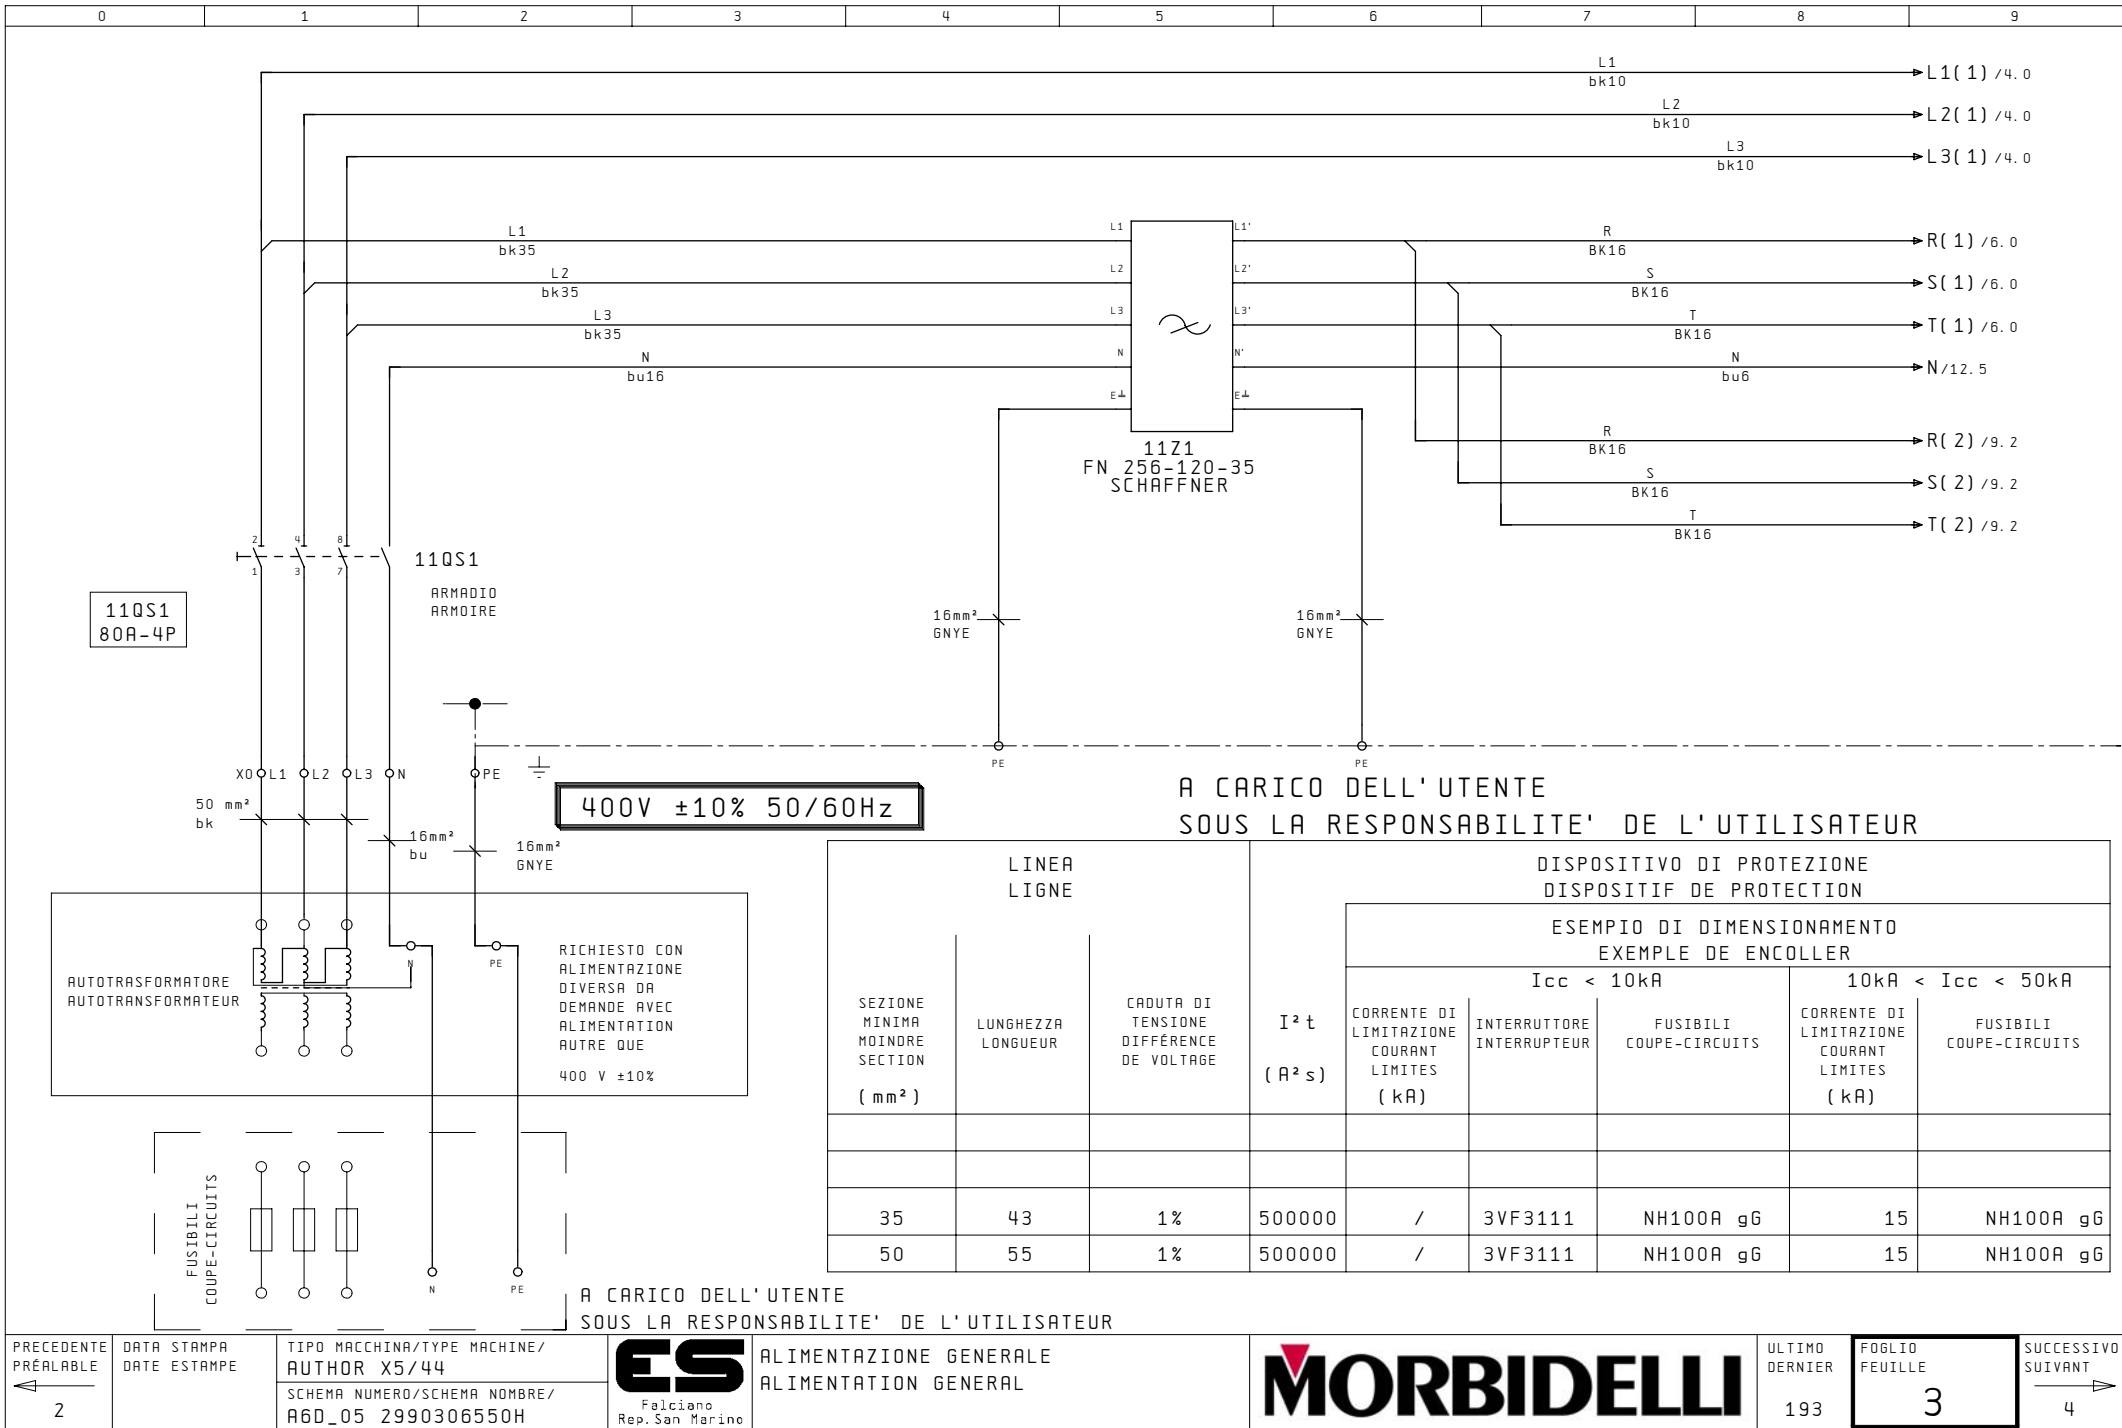 0 1 2 3 4 5 6 7 8 9
L1
bk10
L1(1) /4.0
L2
bk10
L2(1) /4.0
L3
bk10
L3(1) /4.0
L1
bk35
L2
bk35
L3
bk35
N
bu16
L1 L1'
L2 L2'
L3 L3'
N N'
E E
11Z1
FN 256-120-35
SCHAFFNER
R
BK16
R(1) /6.0
S
BK16
S(1) /6.0
T
BK16
T(1) /6.0
N
bu6
N/12.5
R
BK16
R(2) /9.2
S
BK16
S(2) /9.2
T
BK16
T(2) /9.2
2 4 8
1 3 7
11QS1
ARMADIO
ARMOIRE
11QS1
80A-4P
16mm²
GNYE
16mm²
GNYE
PE
PE
X0 L1 L2 L3 N PE
50 mm²
bk
16mm²
bu
16mm²
GNYE
400V ±10% 50/60Hz
AUTOTRASFORMATORE
AUTOTRANSFORMATEUR
N
PE
RICHIESTO CON
ALIMENTAZIONE
DIVERSA DA
DEMANDE AVEC
ALIMENTATION
AUTRE QUE
400 V ±10%
FUSIBILI
COUPE-CIRCUITS
N
PE
A CARICO DELL'UTENTE
SOUS LA RESPONSABILITE' DE L'UTILISATEUR
A CARICO DELL'UTENTE
SOUS LA RESPONSABILITE' DE L'UTILISATEUR
LINEA
LIGNE
DISPOSITIVO DI PROTEZIONE
DISPOSITIF DE PROTECTION
ESEMPIO DI DIMENSIONAMENTO
EXEMPLE DE ENCOLLER
Icc < 10kA
10kA < Icc < 50kA
SEZIONE
MINIMA
MOINDRE
SECTION
(mm²)
LUNGHEZZA
LONGUEUR
CADUTA DI
TENSIONE
DIFFÉRENCE
DE VOLTAGE
I²t
(A²s)
CORRENTE DI
LIMITAZIONE
COURANT
LIMITES
(kA)
INTERRUTTORE
INTERRUPTEUR
FUSIBILI
COUPE-CIRCUITS
CORRENTE DI
LIMITAZIONE
COURANT
LIMITES
(kA)
FUSIBILI
COUPE-CIRCUITS
35 43 1% 500000 / 3VF3111 NH100A gG 15 NH100A gG
50 55 1% 500000 / 3VF3111 NH100A gG 15 NH100A gG
PRECEDENTE
PRÉALABLE
2
DATA STAMPA
DATE ESTAMPE
TIPO MACCHINA/TYPE MACHINE/
AUTHOR X5/44
SCHEMA NUMERO/SCHEMA NOMBRE/
A6D_05 2990306550H
ES
Falciano
Rep.San Marino
ALIMENTAZIONE GENERALE
ALIMENTATION GENERAL
MORBIDELLI
ULTIMO
DERNIER
193
FOGLIO
FEUILLE
3
SUCCESSIVO
SUIVANT
4